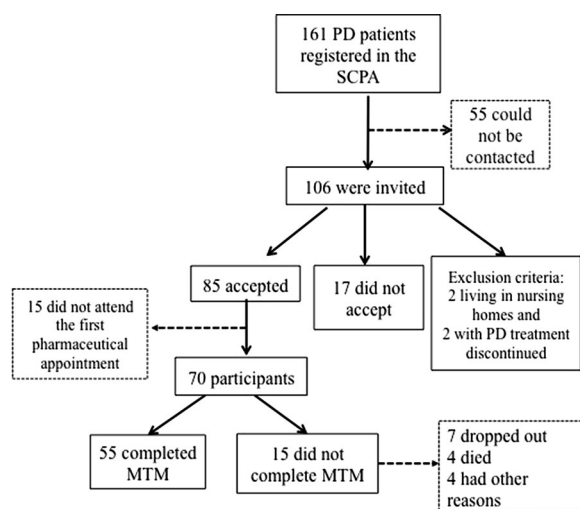 161 PD patients
registered in the
SCPA
55 could
not be
contacted
106 were invited
85 accepted
17 did not
accept
Exclusion criteria:
2 living in nursing
homes and
2 with PD treatment
discontinued
15 did not attend
the first
pharmaceutical
appointment
70 participants
55 completed
MTM
15 did not
complete MTM
7 dropped out
4 died
4 had other
reasons